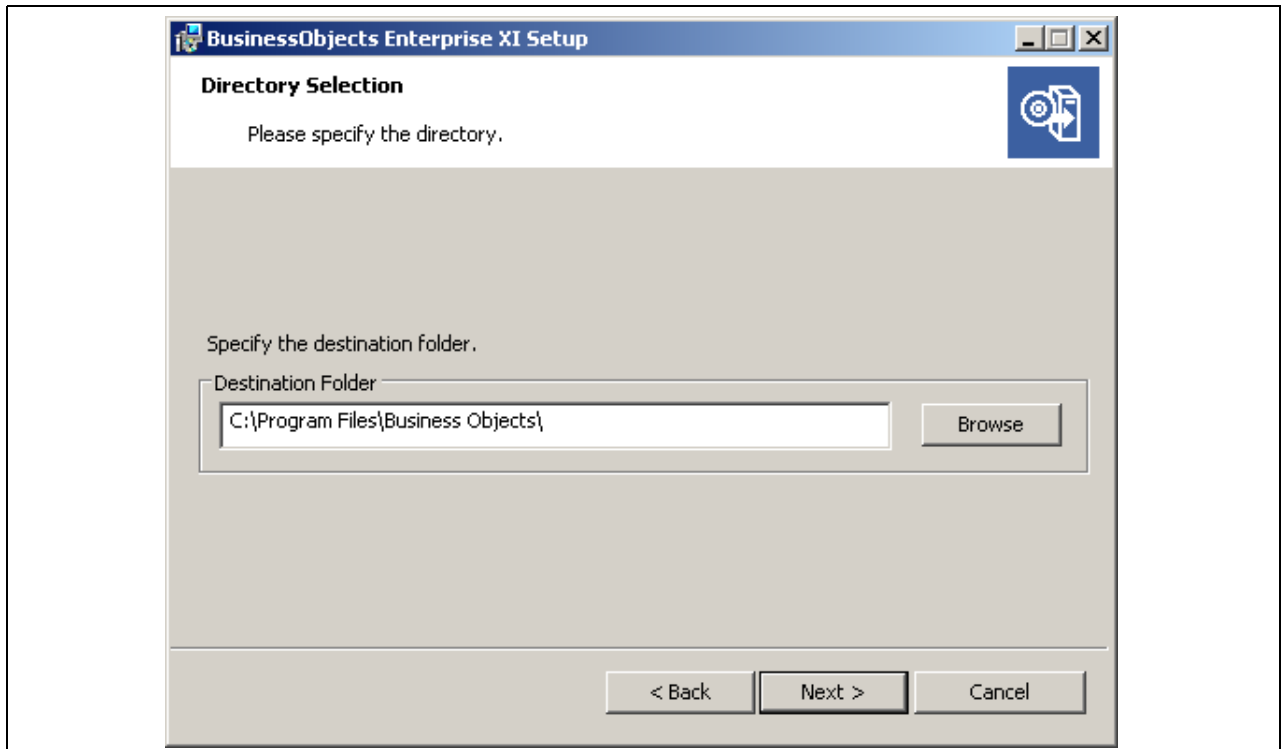 BusinessObjects Enterprise XI Setup
Directory Selection
Please specify the directory.
Specify the destination folder.
Destination Folder
C:\Program Files\Business Objects\
Browse
< Back
Next >
Cancel